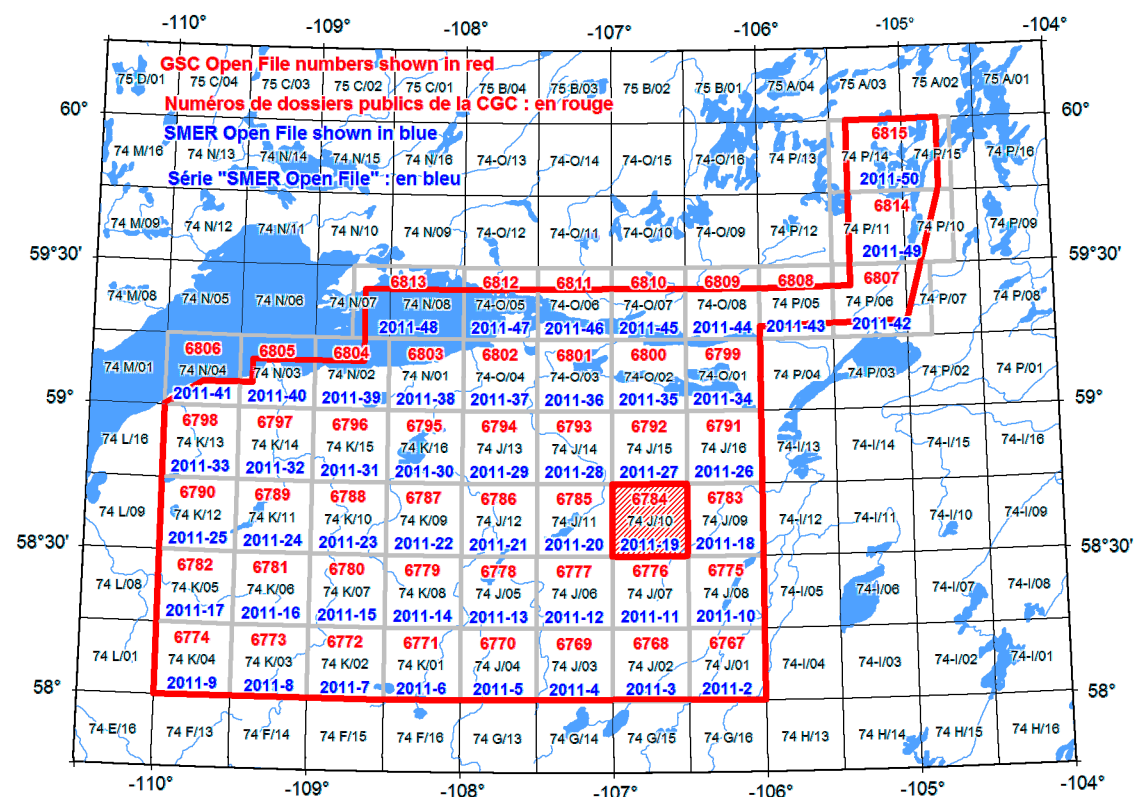 -110° -109° -108° -107° -106° -105° -104°
GSC Open File numbers shown in red
Numéros de dossiers publics de la CGC : en rouge
SMER Open File shown in blue
Série "SMER Open File" : en bleu
75 D/01 75 C/04 75 C/03 75 C/02 75 C/01 75 B/04 75 B/03 75 B/02 75 B/01 75 A/04 75 A/03 75 A/02 75 A/01
60° 60°
6815
74 M/16 74 N/13 74 N/14 74 N/15 74 N/16 74-O/13 74-O/14 74-O/15 74-O/16 74 P/13 74 P/14 74 P/15 74 P/16
2011-50
6814
74 M/09 74 N/12 74 N/11 74 N/10 74 N/09 74-O/12 74-O/11 74-O/10 74-O/09 74 P/12 74 P/11 74 P/10 74 P/09
2011-49
59°30' 59°30'
6813 6812 6811 6810 6809 6808 6807
74 M/08 74 N/05 74 N/06 74 N/07 74 N/08 74-O/05 74-O/06 74-O/07 74-O/08 74 P/05 74 P/06 74 P/07 74 P/08
2011-48 2011-47 2011-46 2011-45 2011-44 2011-43 2011-42
6806 6805 6804 6803 6802 6801 6800 6799
74 M/01 74 N/04 74 N/03 74 N/02 74 N/01 74-O/04 74-O/03 74-O/02 74-O/01 74 P/04 74 P/03 74 P/02 74 P/01
2011-41 2011-40 2011-39 2011-38 2011-37 2011-36 2011-35 2011-34
59° 59°
6798 6797 6796 6795 6794 6793 6792 6791
74 L/16 74 K/13 74 K/14 74 K/15 74 K/16 74 J/13 74 J/14 74 J/15 74 J/16 74-I/13 74-I/14 74-I/15 74-I/16
2011-33 2011-32 2011-31 2011-30 2011-29 2011-28 2011-27 2011-26
6790 6789 6788 6787 6786 6785 6784 6783
74 L/09 74 K/12 74 K/11 74 K/10 74 K/09 74 J/12 74 J/11 74 J/10 74 J/09 74-I/12 74-I/11 74-I/10 74-I/09
2011-25 2011-24 2011-23 2011-22 2011-21 2011-20 2011-19 2011-18
58°30' 58°30'
6782 6781 6780 6779 6778 6777 6776 6775
74 L/08 74 K/05 74 K/06 74 K/07 74 K/08 74 J/05 74 J/06 74 J/07 74 J/08 74-I/05 74-I/06 74-I/07 74-I/08
2011-17 2011-16 2011-15 2011-14 2011-13 2011-12 2011-11 2011-10
6774 6773 6772 6771 6770 6769 6768 6767
74 L/01 74 K/04 74 K/03 74 K/02 74 K/01 74 J/04 74 J/03 74 J/02 74 J/01 74-I/04 74-I/03 74-I/02 74-I/01
2011-9 2011-8 2011-7 2011-6 2011-5 2011-4 2011-3 2011-2
58° 58°
74 E/16 74 F/13 74 F/14 74 F/15 74 F/16 74 G/13 74 G/14 74 G/15 74 G/16 74 H/13 74 H/14 74 H/15 74 H/16
-110° -109° -108° -107° -106° -105° -104°